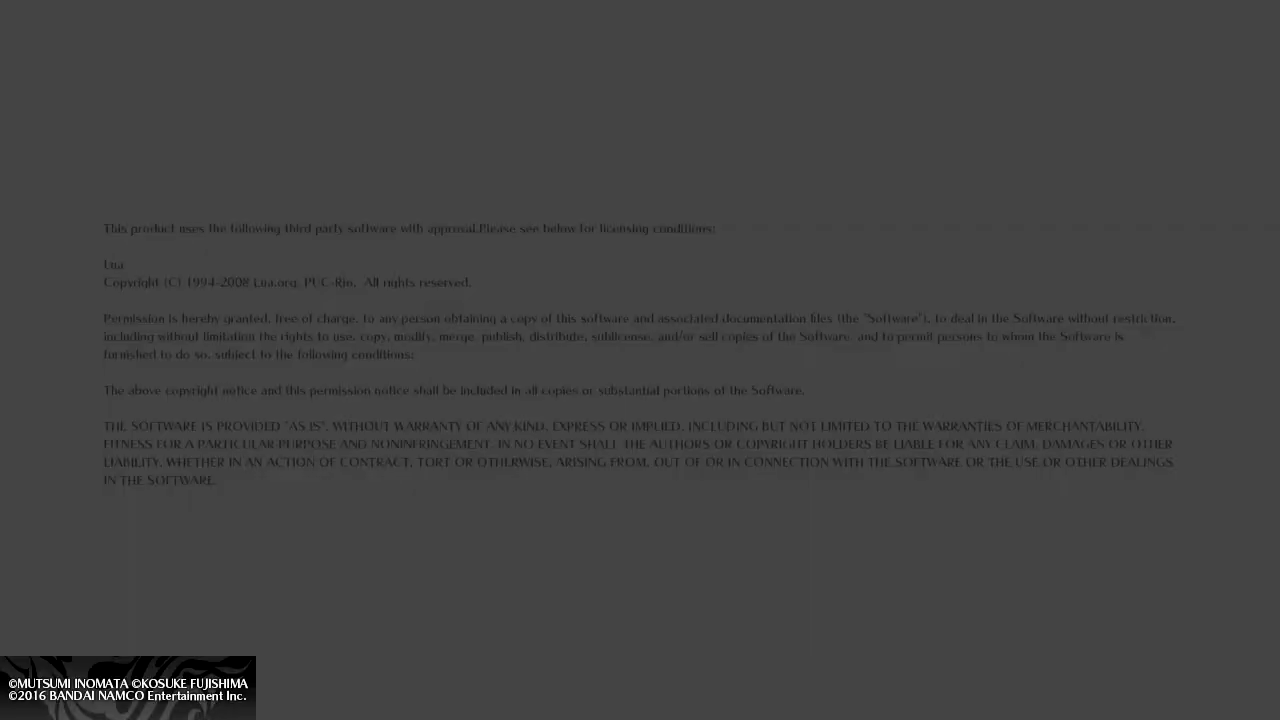 This product uses the following third party software with approval.Please see below for licensing conditions:
Lua
Copyright (C) 1994-2008 Lua.org, PUC-Rio.  All rights reserved.
Permission is hereby granted, free of charge, to any person obtaining a copy of this software and associated documentation files (the "Software"), to deal in the Software without restriction,
including without limitation the rights to use, copy, modify, merge, publish, distribute, sublicense, and/or sell copies of the Software, and to permit persons to whom the Software is
furnished to do so, subject to the following conditions:
The above copyright notice and this permission notice shall be included in all copies or substantial portions of the Software.
THE SOFTWARE IS PROVIDED "AS IS", WITHOUT WARRANTY OF ANY KIND, EXPRESS OR IMPLIED, INCLUDING BUT NOT LIMITED TO THE WARRANTIES OF MERCHANTABILITY,
FITNESS FOR A PARTICULAR PURPOSE AND NONINFRINGEMENT. IN NO EVENT SHALL THE AUTHORS OR COPYRIGHT HOLDERS BE LIABLE FOR ANY CLAIM, DAMAGES OR OTHER
LIABILITY, WHETHER IN AN ACTION OF CONTRACT, TORT OR OTHERWISE, ARISING FROM, OUT OF OR IN CONNECTION WITH THE SOFTWARE OR THE USE OR OTHER DEALINGS
IN THE SOFTWARE.
©MUTSUMI INOMATA ©KOSUKE FUJISHIMA
©2016 BANDAI NAMCO Entertainment Inc.